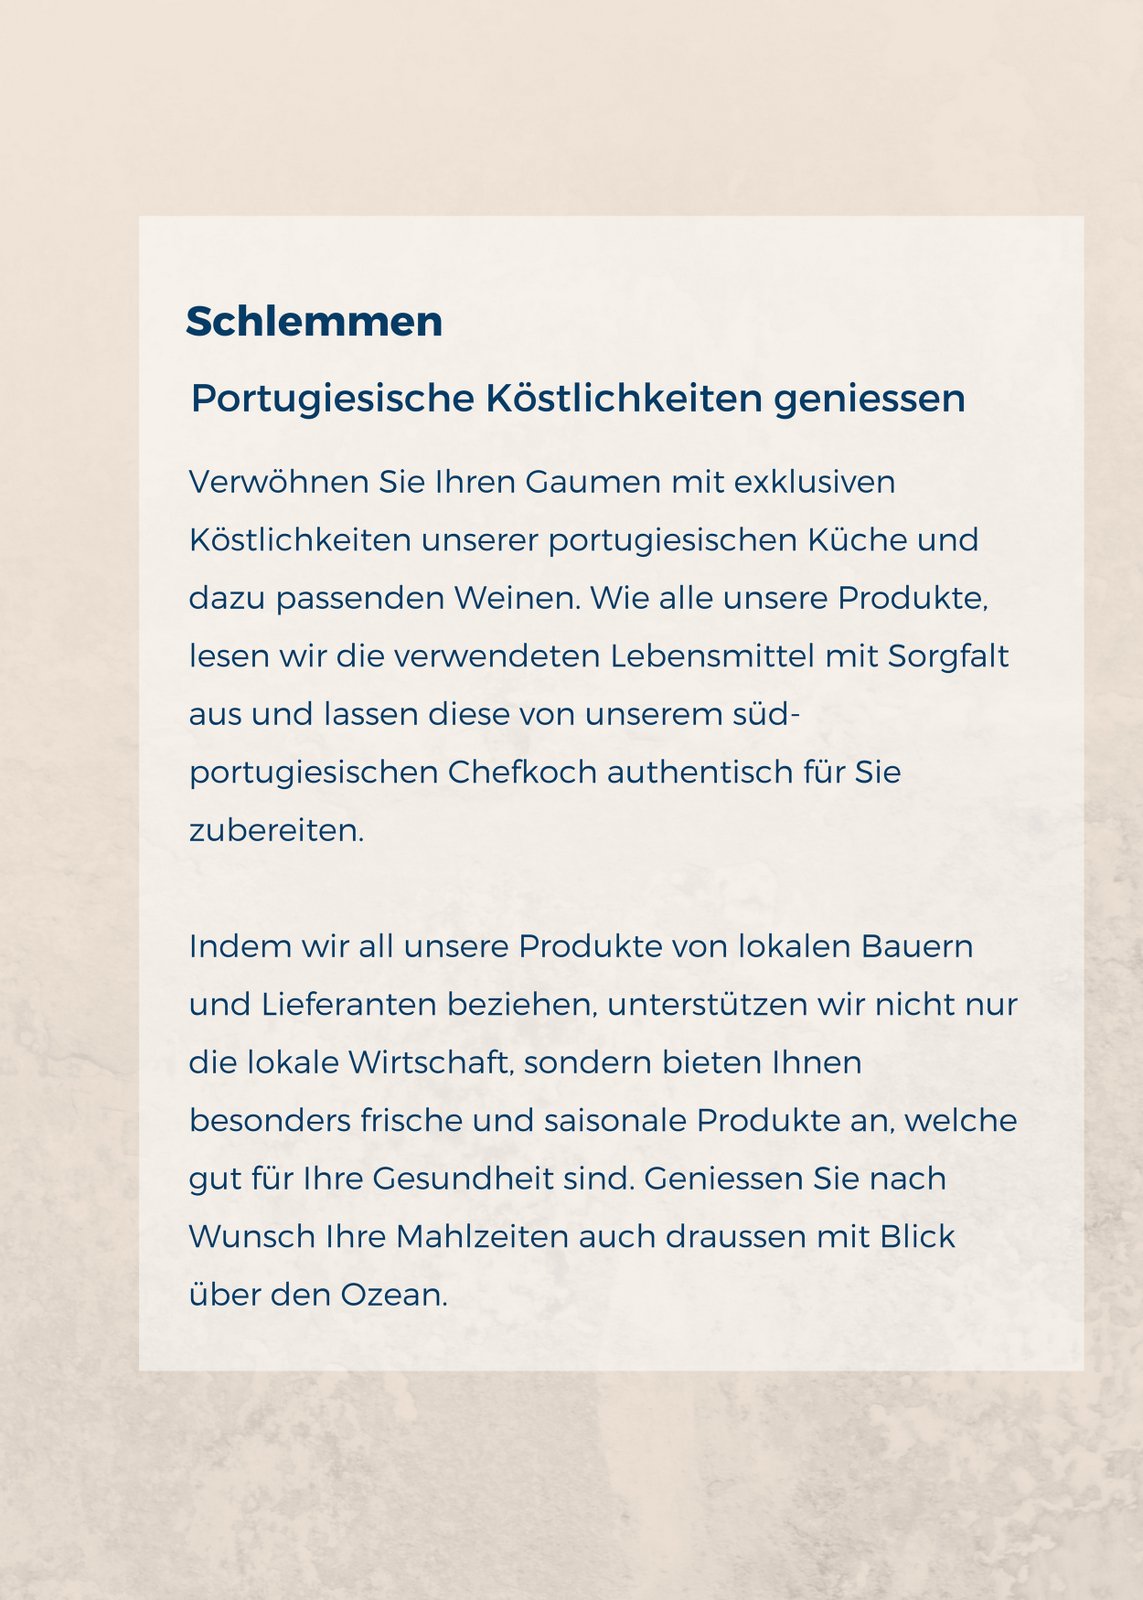 Schlemmen
Portugiesische Köstlichkeiten geniessen
Verwöhnen Sie Ihren Gaumen mit exklusiven
Köstlichkeiten unserer portugiesischen Küche und
dazu passenden Weinen. Wie alle unsere Produkte,
lesen wir die verwendeten Lebensmittel mit Sorgfalt
aus und lassen diese von unserem süd-
portugiesischen Chefkoch authentisch für Sie
zubereiten.
Indem wir all unsere Produkte von lokalen Bauern
und Lieferanten beziehen, unterstützen wir nicht nur
die lokale Wirtschaft, sondern bieten Ihnen
besonders frische und saisonale Produkte an, welche
gut für Ihre Gesundheit sind. Geniessen Sie nach
Wunsch Ihre Mahlzeiten auch draussen mit Blick
über den Ozean.